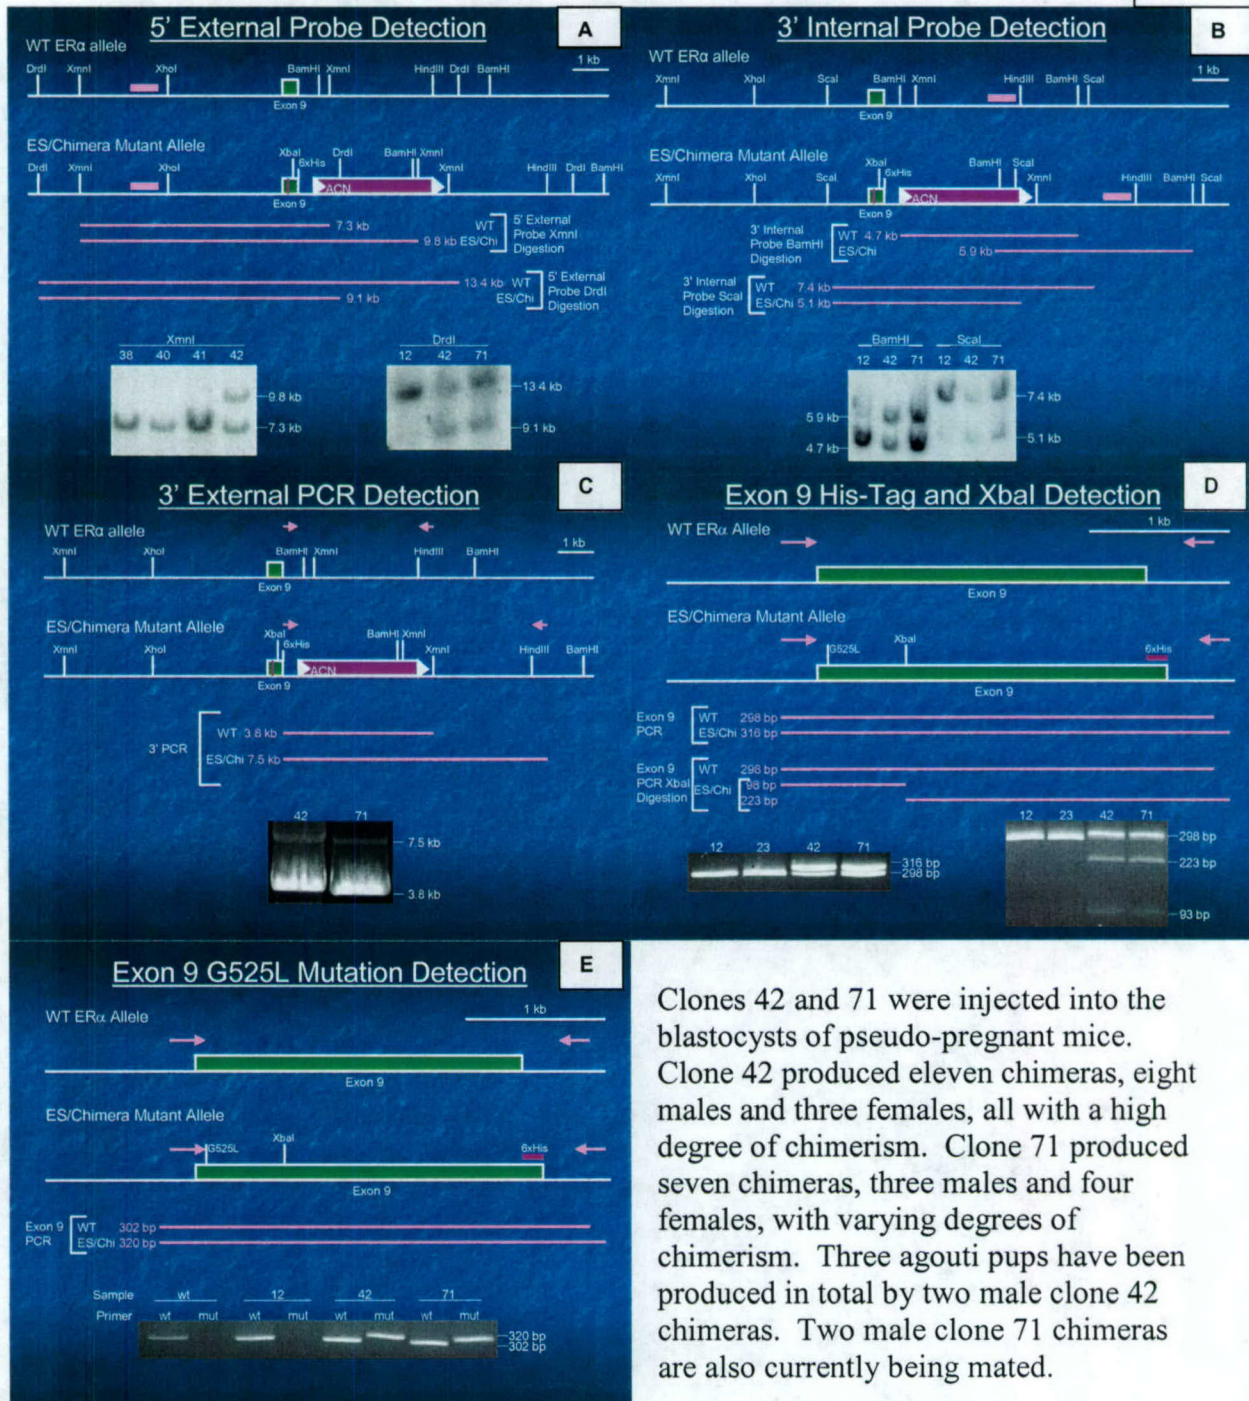 5' External Probe Detection
A
WT ERα allele
1 kb
DrdI XmnI XhoI BamHI XmnI HindIII DrdI BamHI
Exon 9
ES/Chimera Mutant Allele
XbaI
6xHis
DrdI XmnI XhoI DrdI BamHI XmnI XmnI HindIII DrdI BamHI
ACN
Exon 9
7.3 kb WT
9.8 kb ES/Chi
5' External
Probe XmnI
Digestion
13.4 kb WT
9.1 kb ES/Chi
5' External
Probe DrdI
Digestion
XmnI
38 40 41 42
9.8 kb
7.3 kb
DrdI
12 42 71
13.4 kb
9.1 kb
3' Internal Probe Detection
B
WT ERα allele
1 kb
XmnI XhoI ScaI BamHI XmnI HindIII BamHI ScaI
Exon 9
ES/Chimera Mutant Allele
XbaI
6xHis
XmnI XhoI ScaI BamHI ScaI XmnI HindIII BamHI ScaI
ACN
Exon 9
3' Internal
Probe BamHI
Digestion
WT 4.7 kb
ES/Chi 5.9 kb
3' Internal
Probe ScaI
Digestion
WT 7.4 kb
ES/Chi 5.1 kb
BamHI ScaI
12 42 71 12 42 71
5.9 kb
4.7 kb
7.4 kb
5.1 kb
3' External PCR Detection
C
WT ERα allele
1 kb
XmnI XhoI BamHI XmnI HindIII BamHI
Exon 9
ES/Chimera Mutant Allele
XbaI
6xHis
XmnI XhoI BamHI XmnI XmnI HindIII BamHI
ACN
Exon 9
3' PCR
WT 3.8 kb
ES/Chi 7.5 kb
42 71
7.5 kb
3.8 kb
Exon 9 His-Tag and XbaI Detection
D
WT ERα Allele
1 kb
Exon 9
ES/Chimera Mutant Allele
G525L XbaI 6xHis
Exon 9
Exon 9
PCR
WT 298 bp
ES/Chi 316 bp
Exon 9
PCR XbaI
Digestion
WT 298 bp
ES/Chi
223 bp
12 23 42 71
316 bp
298 bp
12 23 42 71
298 bp
223 bp
93 bp
Exon 9 G525L Mutation Detection
E
WT ERα Allele
1 kb
Exon 9
ES/Chimera Mutant Allele
G525L XbaI 6xHis
Exon 9
Exon 9
PCR
WT 302 bp
ES/Chi 320 bp
Sample wt 12 42 71
Primer wt mut wt mut wt mut wt mut
320 bp
302 bp
Clones 42 and 71 were injected into the
blastocysts of pseudo-pregnant mice.
Clone 42 produced eleven chimeras, eight
males and three females, all with a high
degree of chimerism. Clone 71 produced
seven chimeras, three males and four
females, with varying degrees of
chimerism. Three agouti pups have been
produced in total by two male clone 42
chimeras. Two male clone 71 chimeras
are also currently being mated.